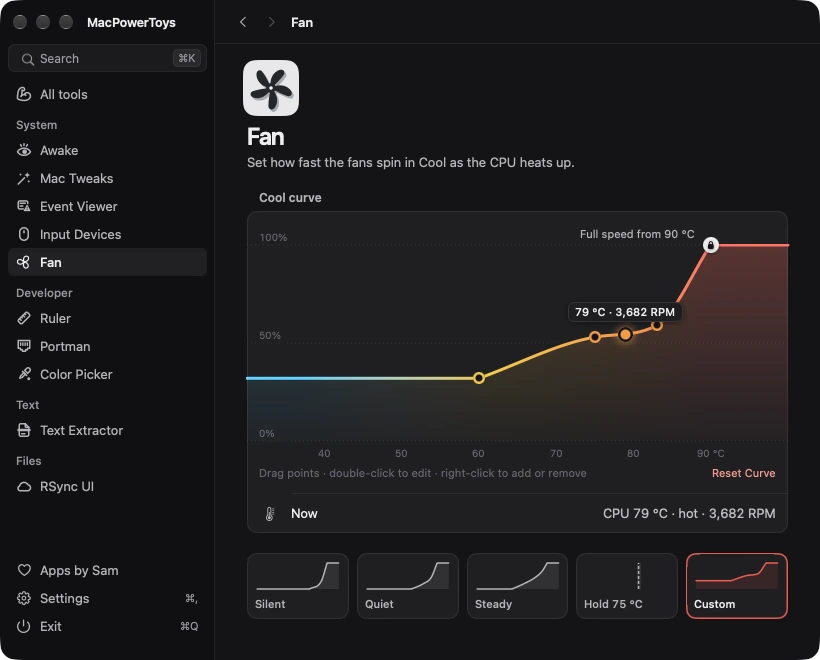 MacPowerToys
Search ⌘K
All tools
System
Awake
Mac Tweaks
Event Viewer
Input Devices
Fan
Developer
Ruler
Portman
Color Picker
Text
Text Extractor
Files
RSync UI
Apps by Sam
Settings ⌘,
Exit ⌘Q
Fan
Fan
Set how fast the fans spin in Cool as the CPU heats up.
Cool curve
100%
Full speed from 90 °C
79 °C · 3,682 RPM
50%
0%
40 50 60 70 80 90 °C
Drag points · double-click to edit · right-click to add or remove
Reset Curve
Now
CPU 79 °C · hot · 3,682 RPM
Silent
Quiet
Steady
Hold 75 °C
Custom